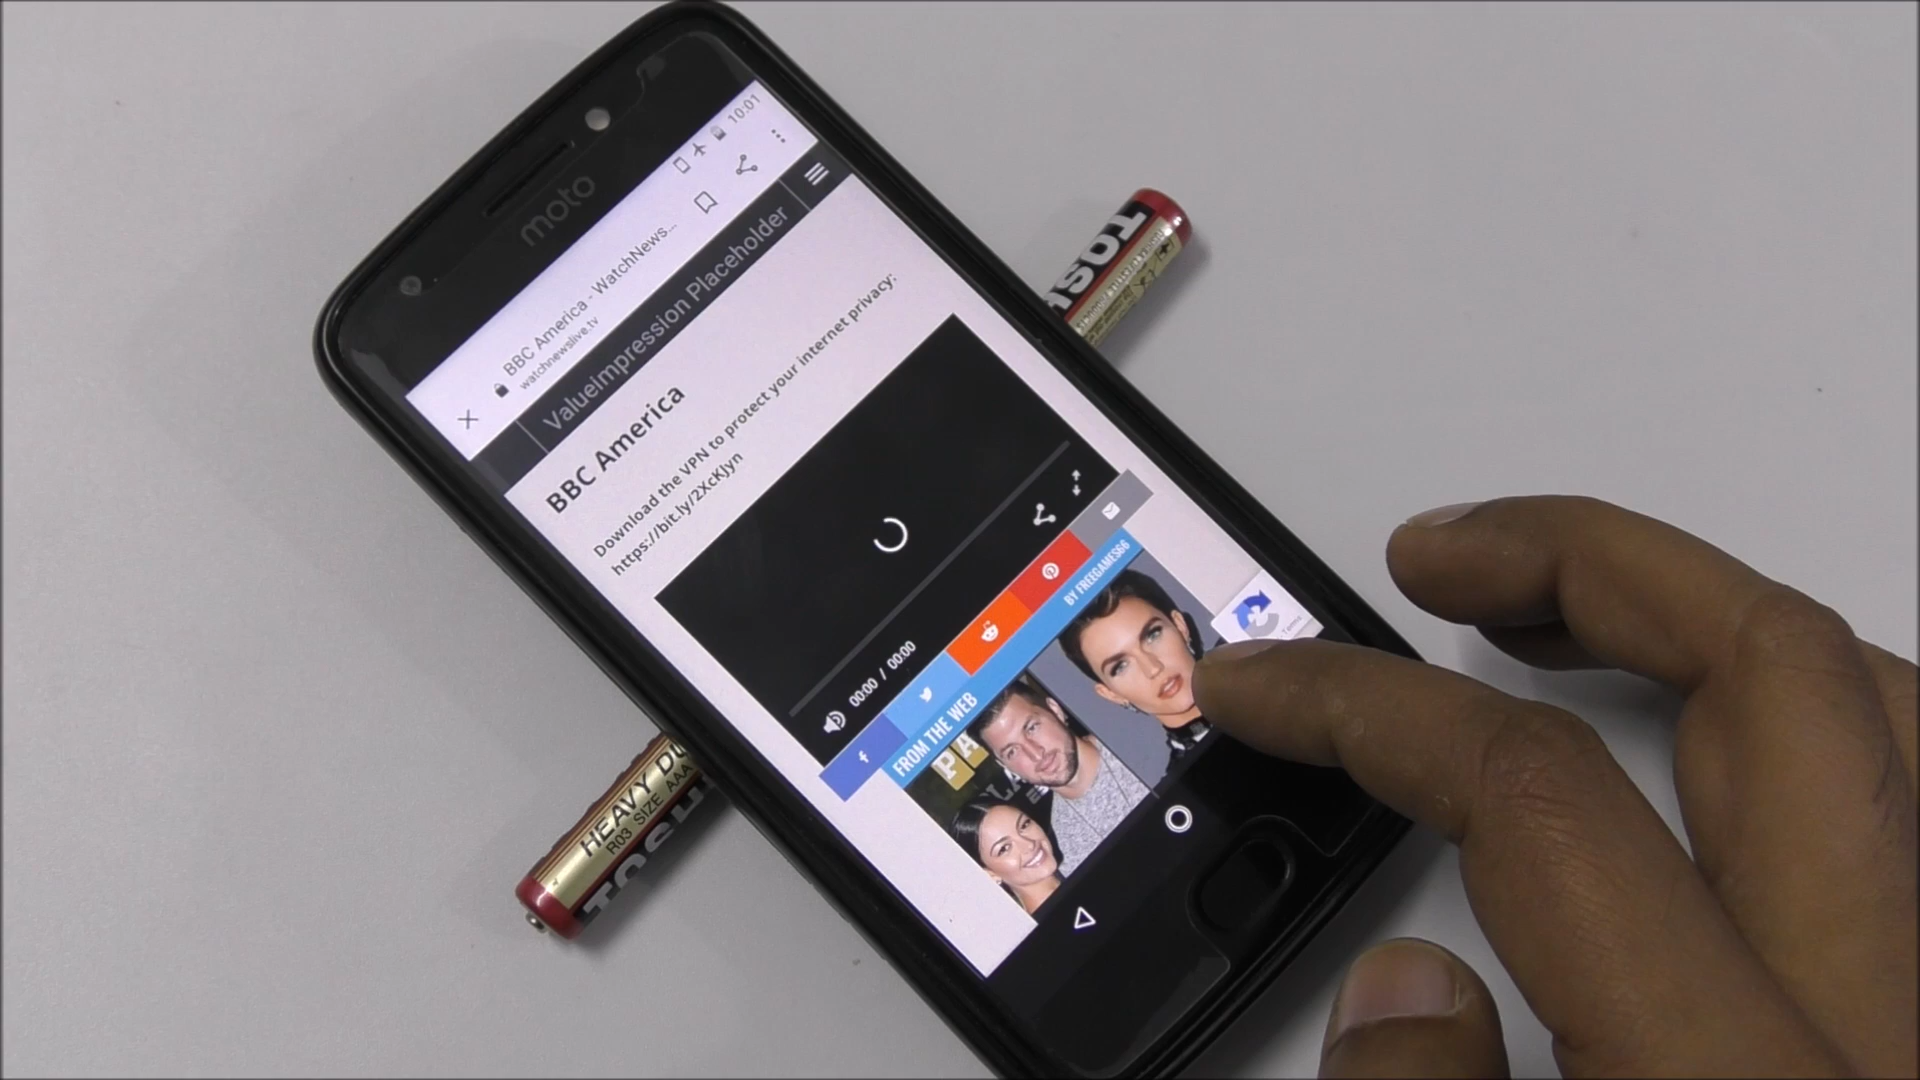 moto
10:01
BBC America - WatchNews...
watchnewslive.tv
Valueimpression Placeholder
BBC America
Download the VPN to protect your internet privacy:
https://bit.ly/2XcKJyn
00:00 / 00:00
FROM THE WEB
BY FREEGAMES66
PA
TOS
HEAVY DU
R03 SIZE AAA
TOSH